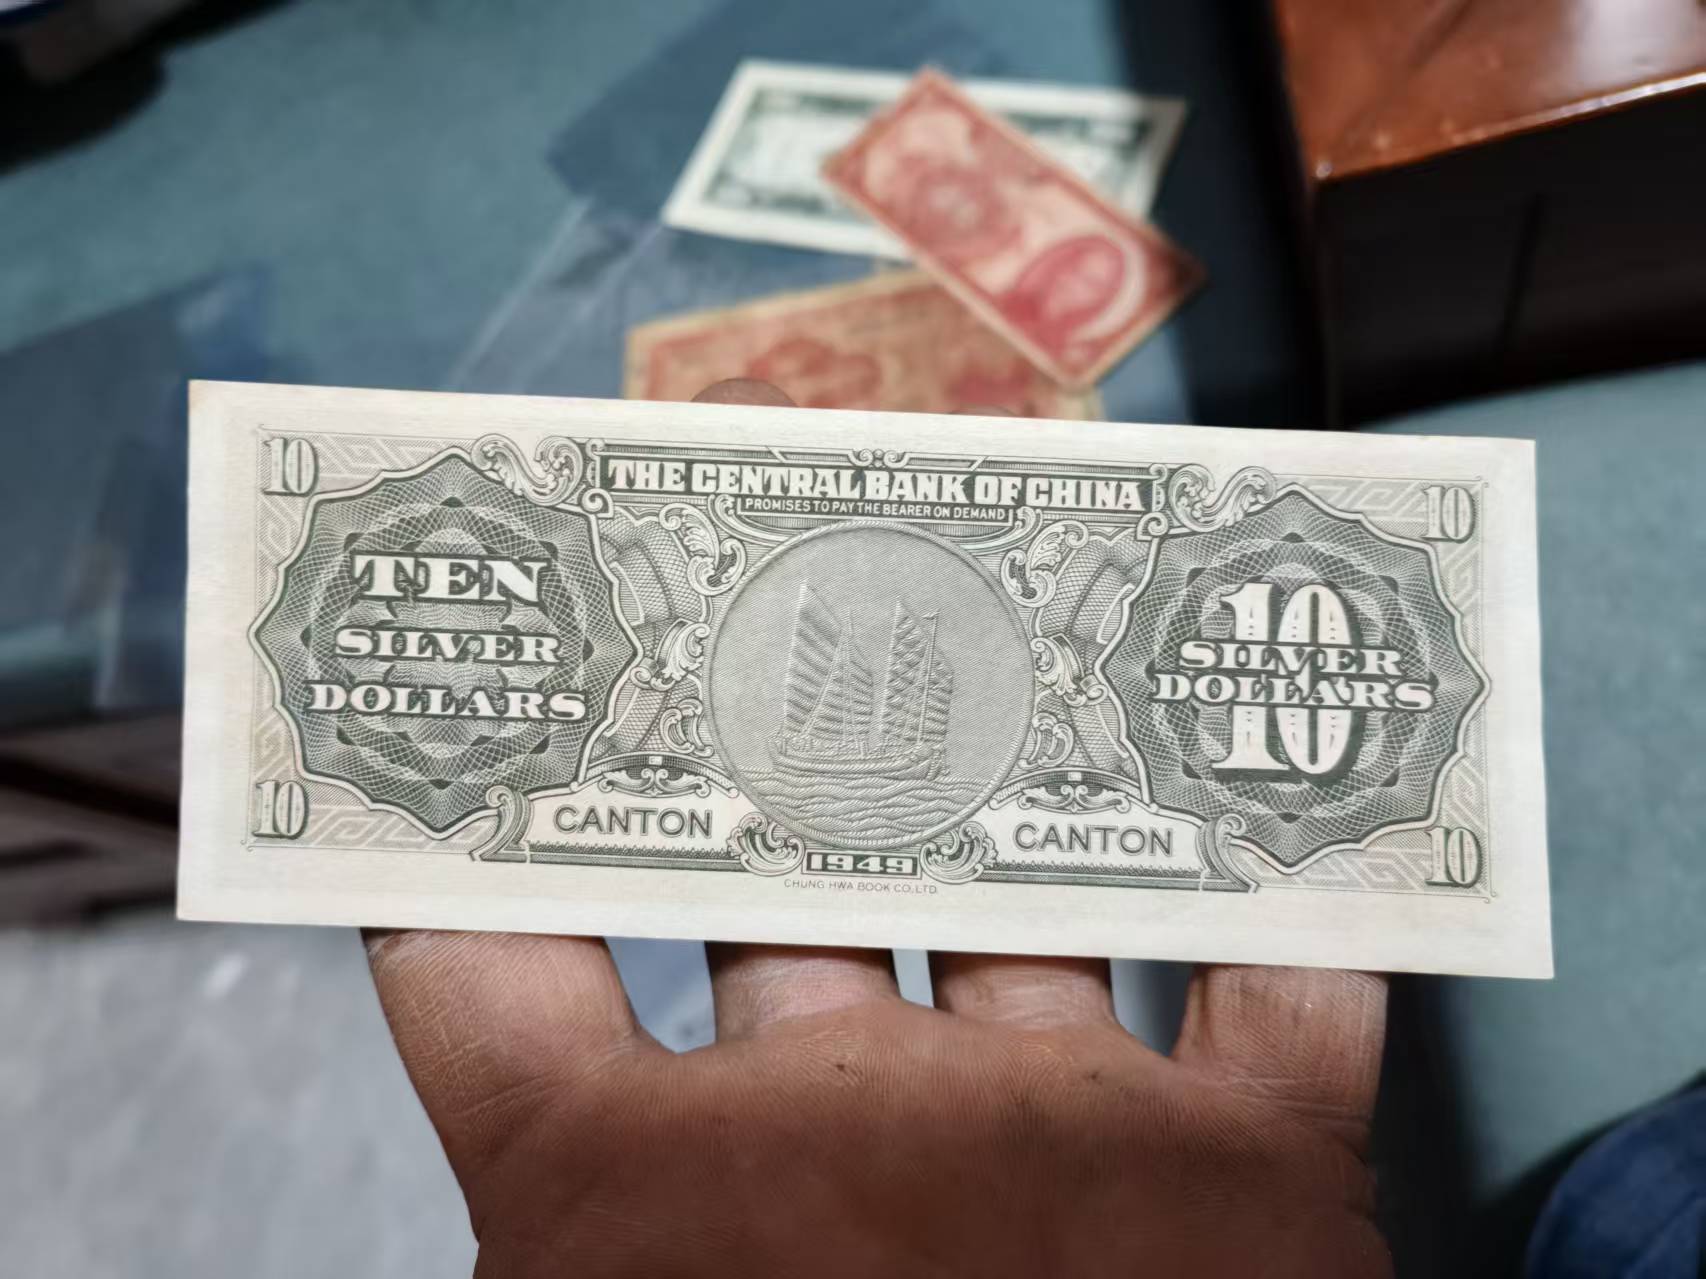 10
10
THE CENTRAL BANK OF CHINA
PROMISES TO PAY THE BEARER ON DEMAND
TEN
SILVER
DOLLARS
10
SILVER
DOLLARS
10
10
CANTON
CANTON
10
1949
CHUNG HWA BOOK CO., LTD.